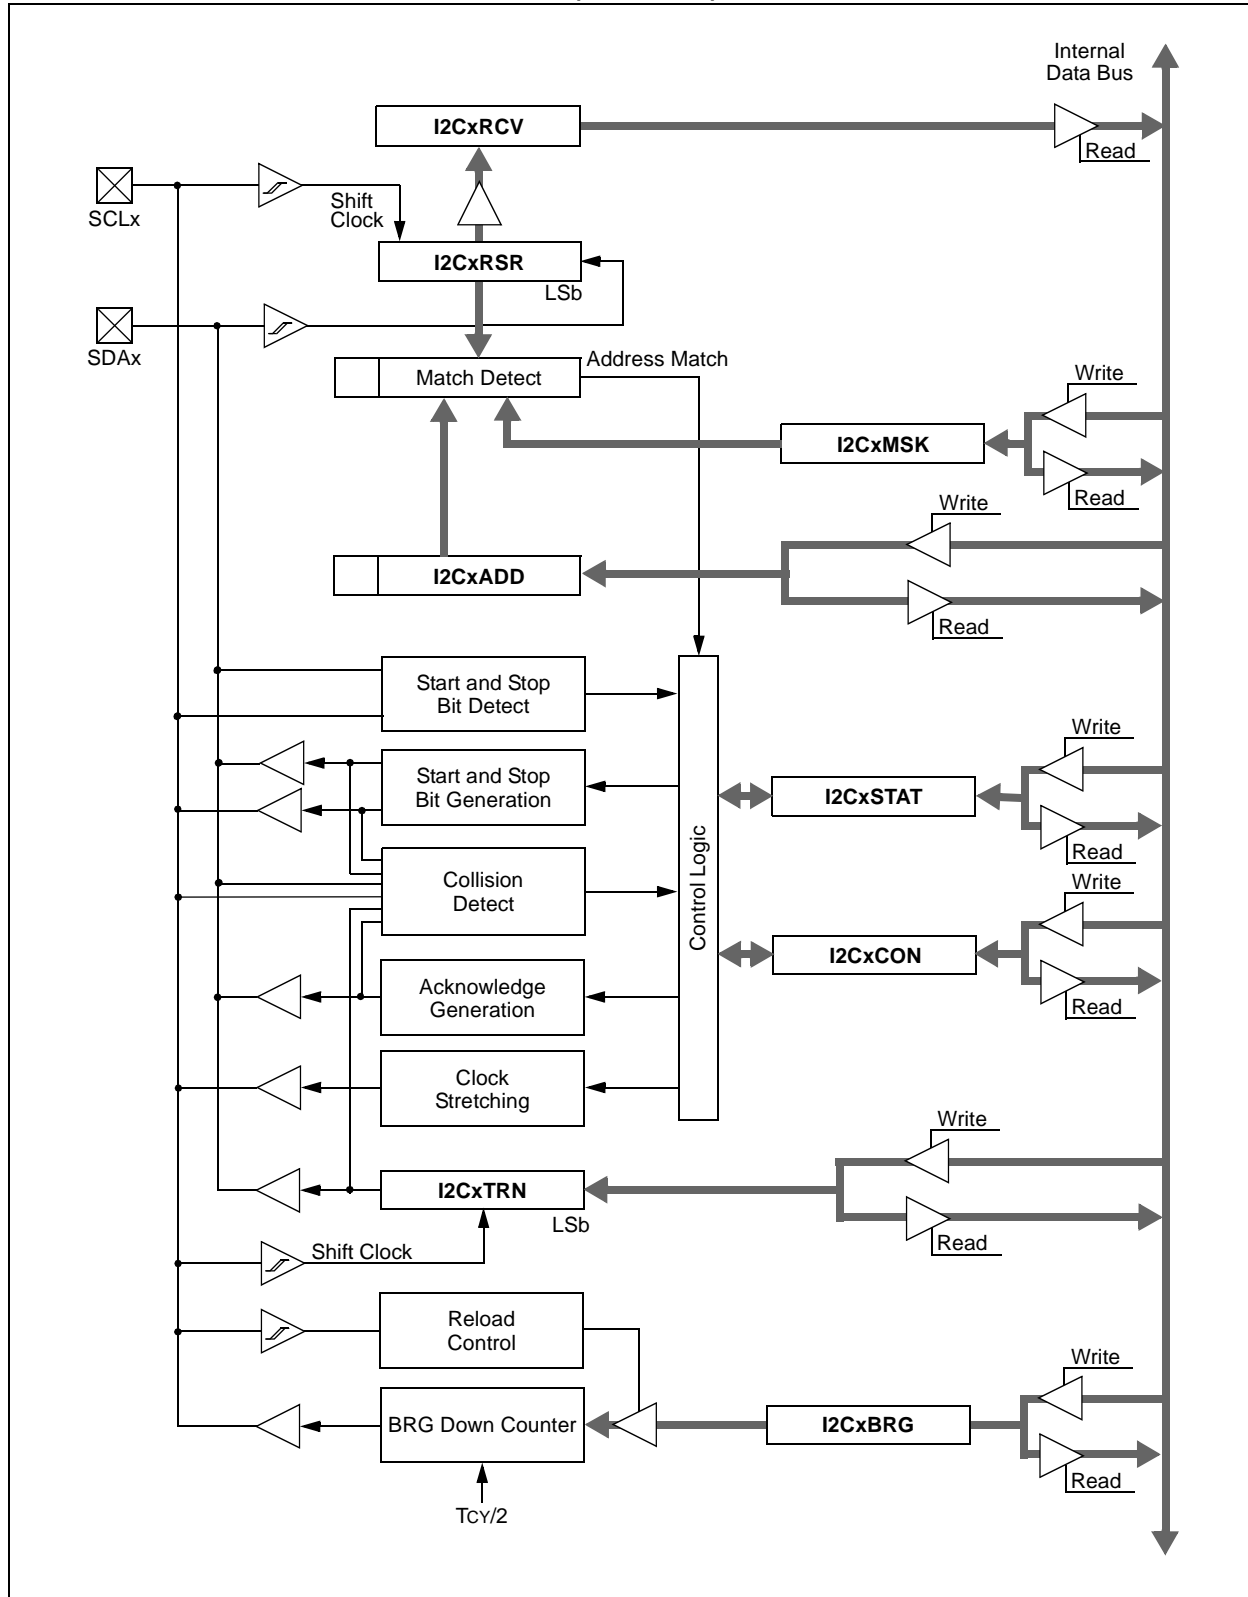 Internal
Data Bus
I2CxRCV
Read
SCLx
Shift
Clock
I2CxRSR
LSb
SDAx
Address Match
Match Detect
Write
I2CxMSK
Read
Write
I2CxADD
Read
Start and Stop
Bit Detect
Write
Start and Stop
Bit Generation
I2CxSTAT
Read
Control Logic
Collision
Detect
Write
I2CxCON
Read
Acknowledge
Generation
Clock
Stretching
Write
I2CxTRN
LSb
Read
Shift Clock
Reload
Control
Write
BRG Down Counter
I2CxBRG
Read
TCY/2